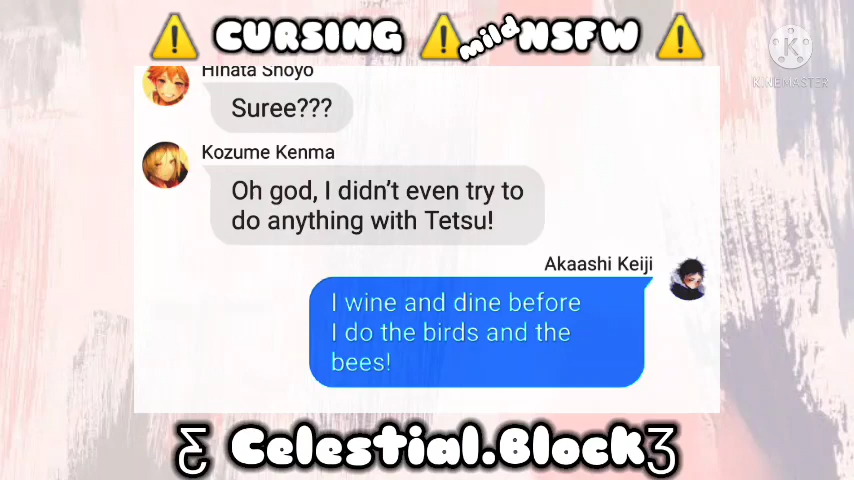 ⚠️ CURSING ⚠️ mild NSFW ⚠️
KINEMASTER
Hinata Shoyo
Suree???
Kozume Kenma
Oh god, I didn't even try to
do anything with Tetsu!
Akaashi Keiji
I wine and dine before
I do the birds and the
bees!
Ƹ Celestial.Block Ʒ